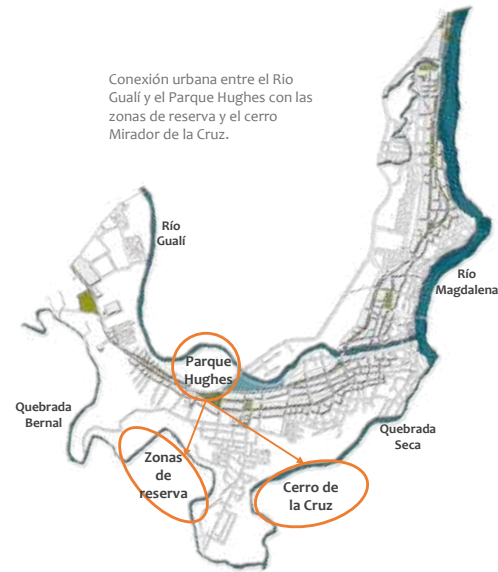 Conexión urbana entre el Rio
Gualí y el Parque Hughes con las
zonas de reserva y el cerro
Mirador de la Cruz.
Río
Gualí
Río
Magdalena
Parque
Hughes
Quebrada
Bernal
Quebrada
Seca
Zonas
de
reserva
Cerro de
la Cruz